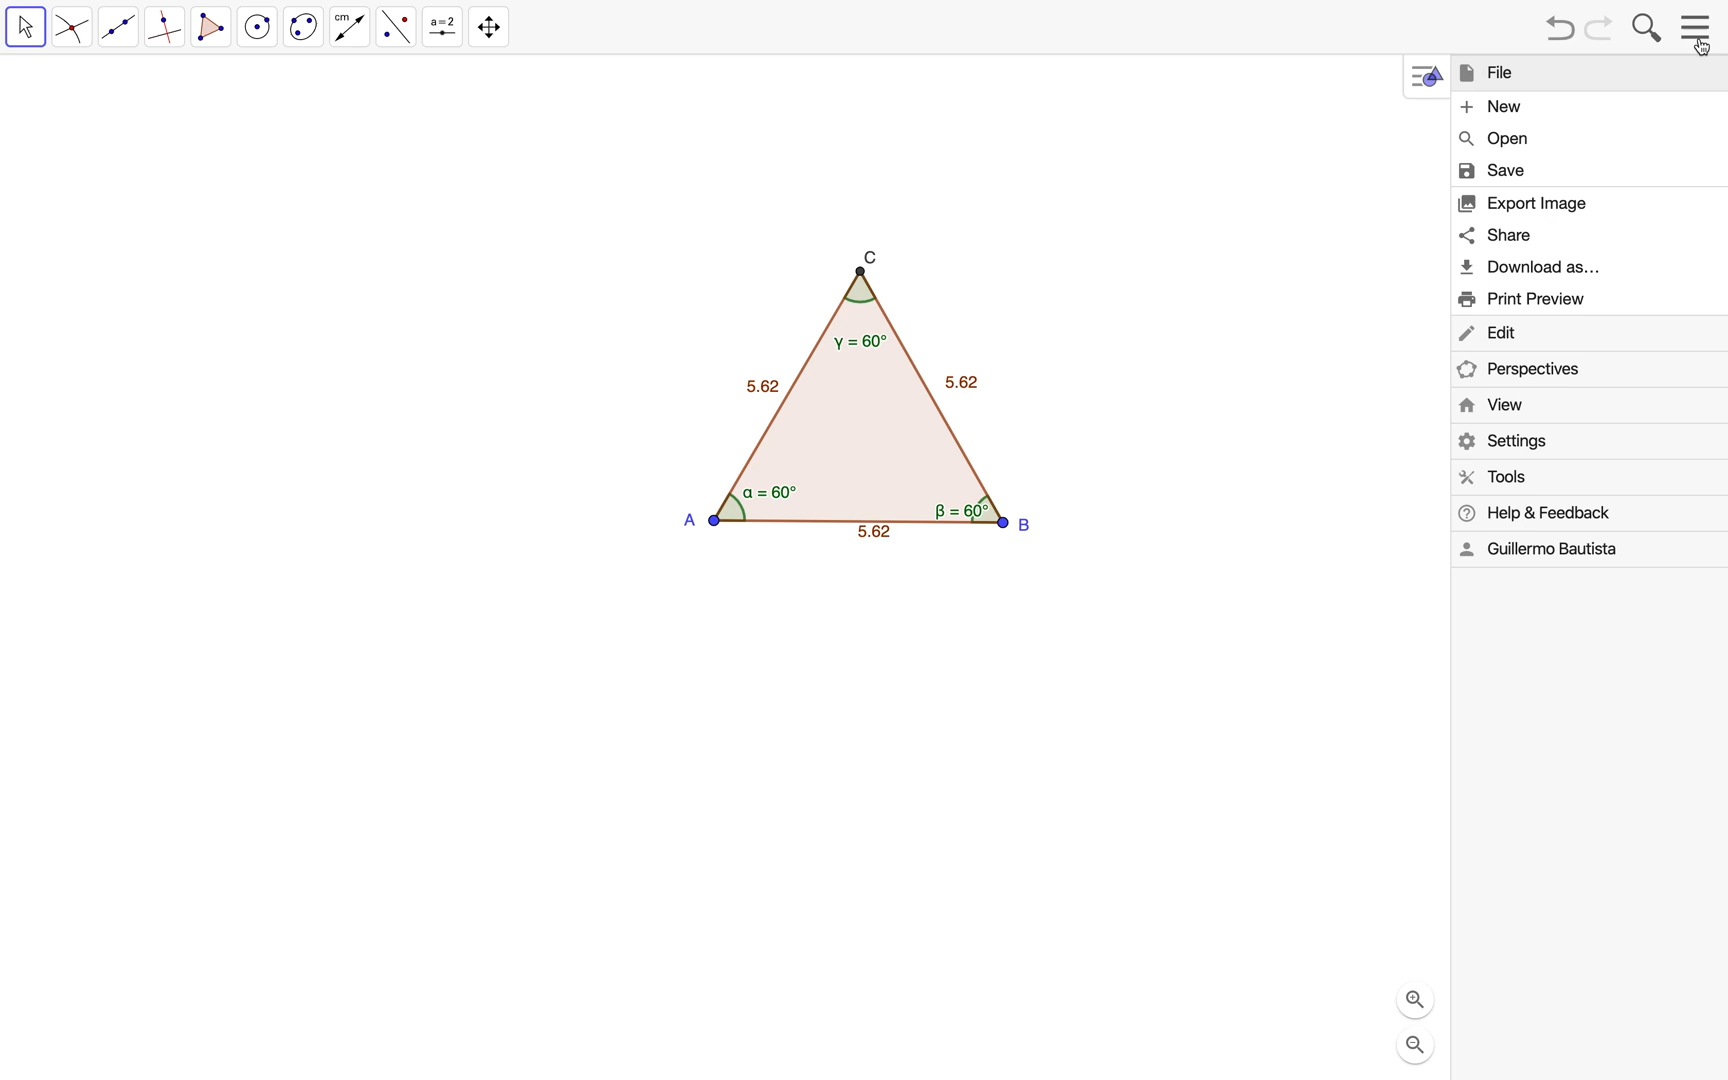 cm
a=2
File
New
Open
Save
Export Image
Share
Download as...
Print Preview
Edit
Perspectives
View
Settings
Tools
Help & Feedback
Guillermo Bautista
C
γ = 60°
5.62
5.62
α = 60°
β = 60°
A
B
5.62